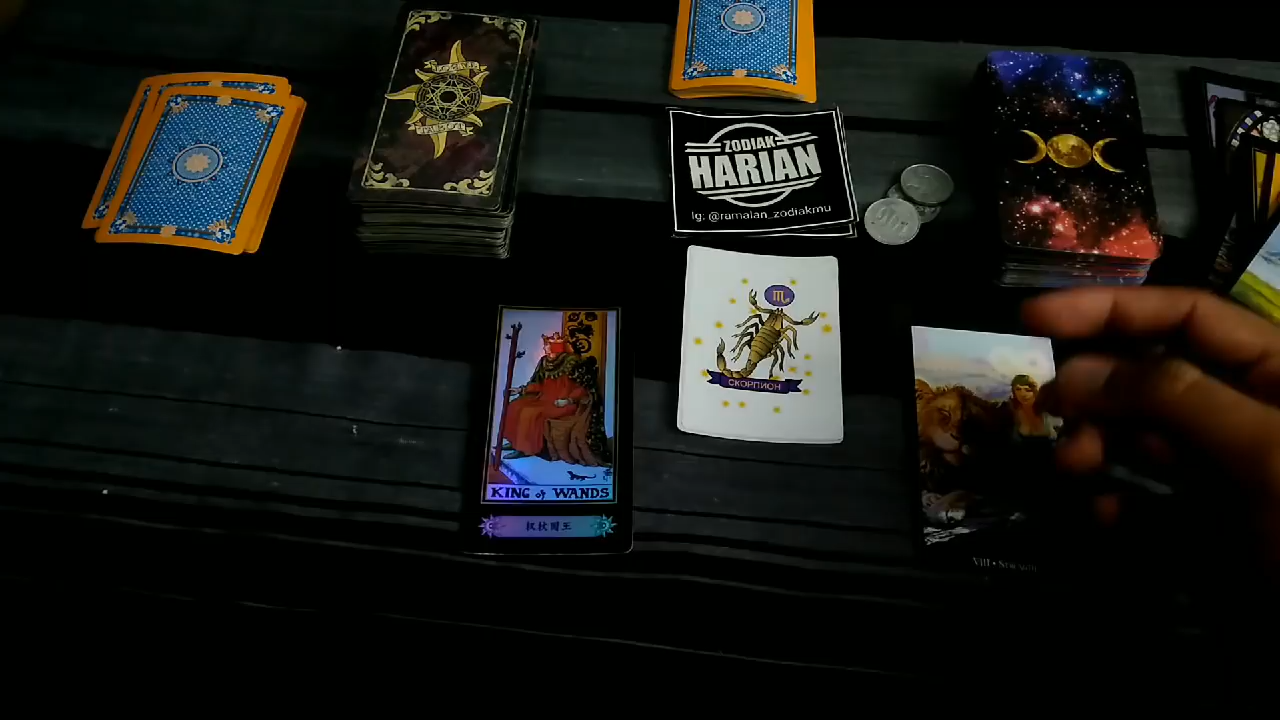 ZODIAK
HARIAN
Ig: @ramalan_zodiakmu
СКОРПИОН
KING of WANDS
权杖国王
VIII • STRENGTH